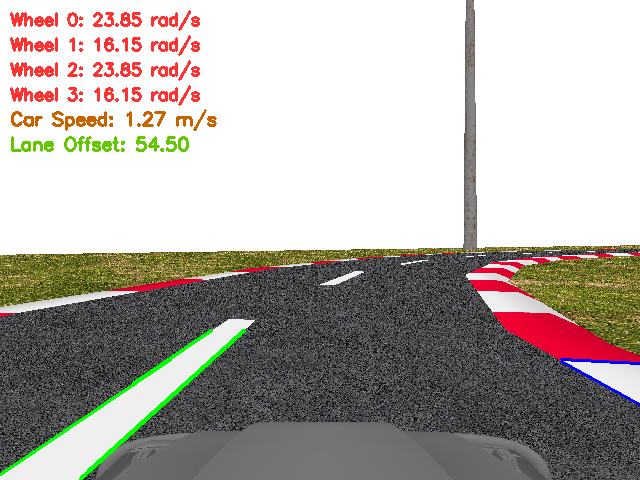 Wheel 0: 23.85 rad/s
Wheel 1: 16.15 rad/s
Wheel 2: 23.85 rad/s
Wheel 3: 16.15 rad/s
Car Speed: 1.27 m/s
Lane Offset: 54.50